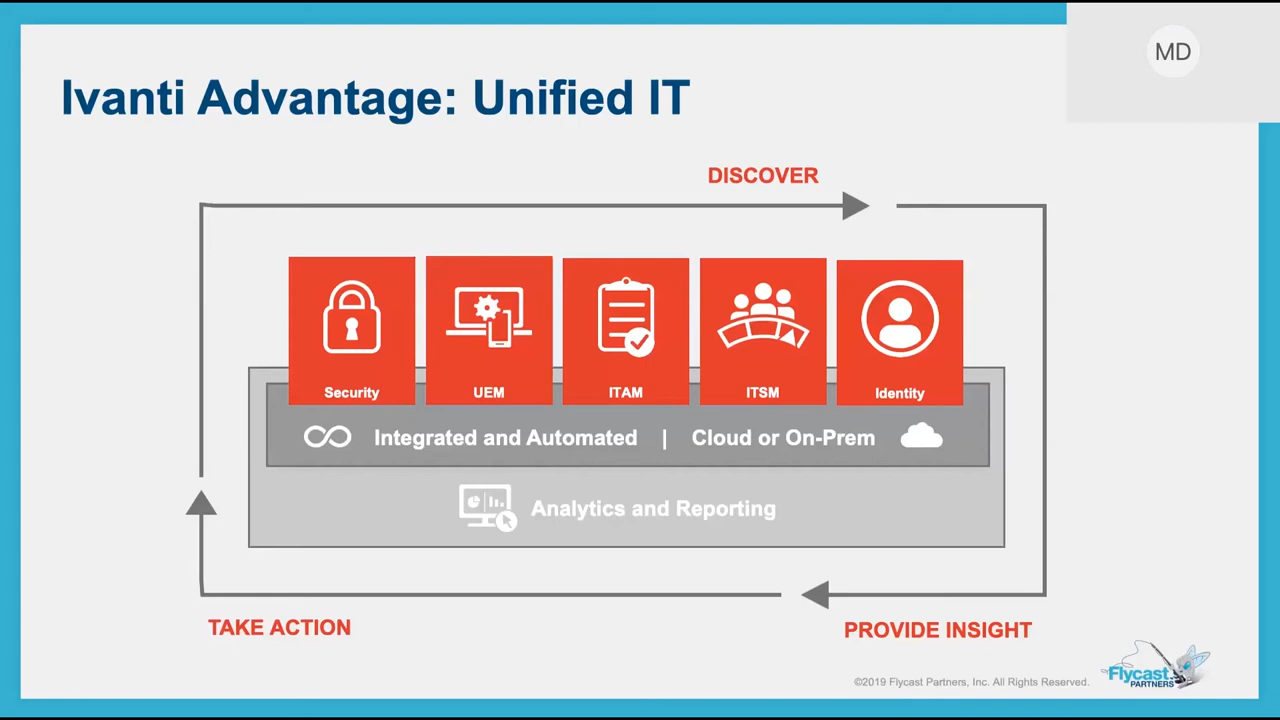 MD
Ivanti Advantage: Unified IT
DISCOVER
Security
UEM
ITAM
ITSM
Identity
Integrated and Automated | Cloud or On-Prem
Analytics and Reporting
TAKE ACTION
PROVIDE INSIGHT
©2019 Flycast Partners, Inc. All Rights Reserved.
Flycast
PARTNERS